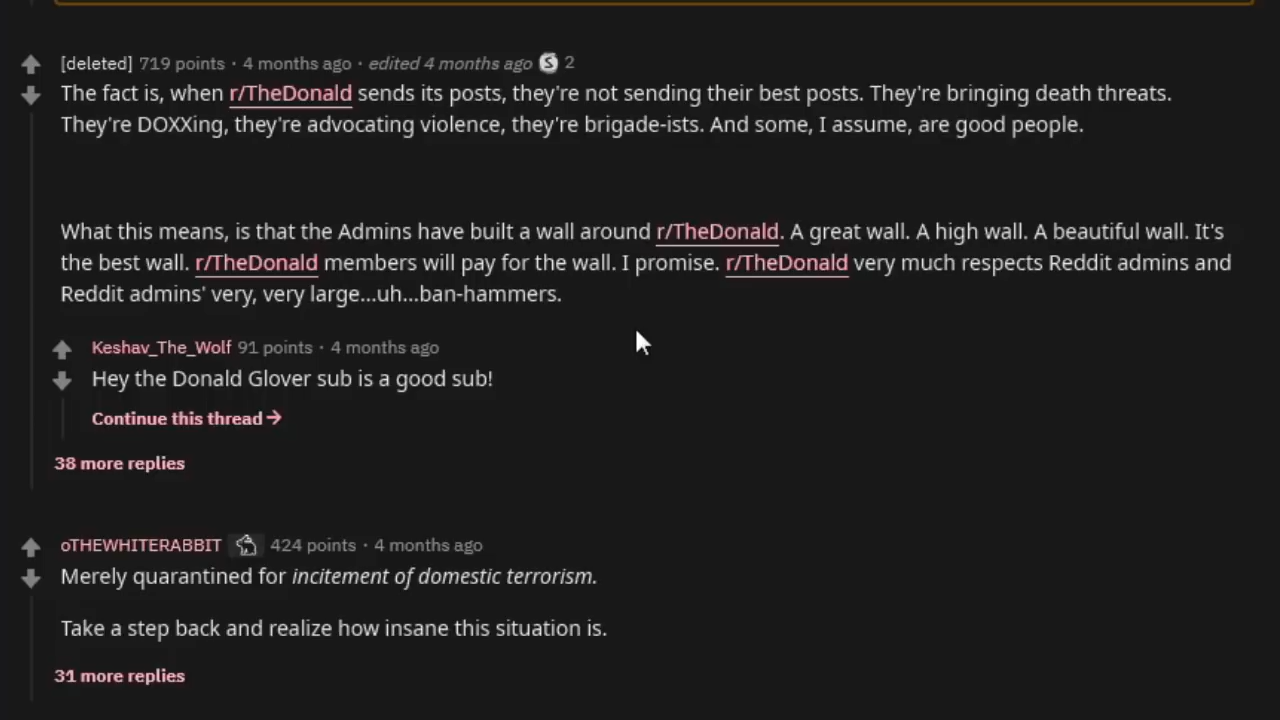 [deleted] 719 points · 4 months ago · edited 4 months ago S 2
The fact is, when r/TheDonald sends its posts, they're not sending their best posts. They're bringing death threats.
They're DOXXing, they're advocating violence, they're brigade-ists. And some, I assume, are good people.
What this means, is that the Admins have built a wall around r/TheDonald. A great wall. A high wall. A beautiful wall. It's
the best wall. r/TheDonald members will pay for the wall. I promise. r/TheDonald very much respects Reddit admins and
Reddit admins' very, very large...uh...ban-hammers.
Keshav_The_Wolf 91 points · 4 months ago
Hey the Donald Glover sub is a good sub!
Continue this thread →
38 more replies
oTHEWHITERABBIT 424 points · 4 months ago
Merely quarantined for incitement of domestic terrorism.
Take a step back and realize how insane this situation is.
31 more replies